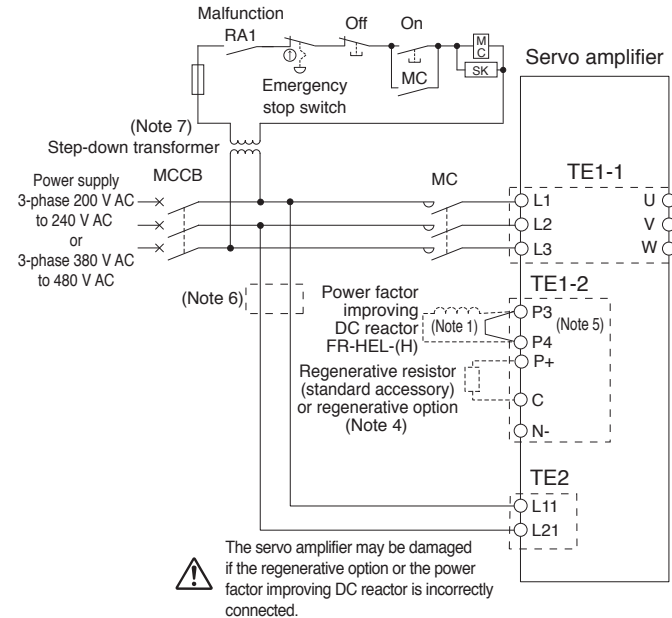 Malfunction
RA1
Off
On
MC
SK
MC
Emergency
stop switch
Servo amplifier
(Note 7)
Step-down transformer
Power supply
3-phase 200 V AC
to 240 V AC
or
3-phase 380 V AC
to 480 V AC
MCCB
MC
TE1-1
L1
L2
L3
U
V
W
(Note 6)
Power factor
improving
DC reactor
FR-HEL-(H)
(Note 1)
TE1-2
P3
(Note 5)
P4
P+
Regenerative resistor
(standard accessory)
or regenerative option
(Note 4)
C
N-
TE2
L11
L21
The servo amplifier may be damaged
if the regenerative option or the power
factor improving DC reactor is incorrectly
connected.